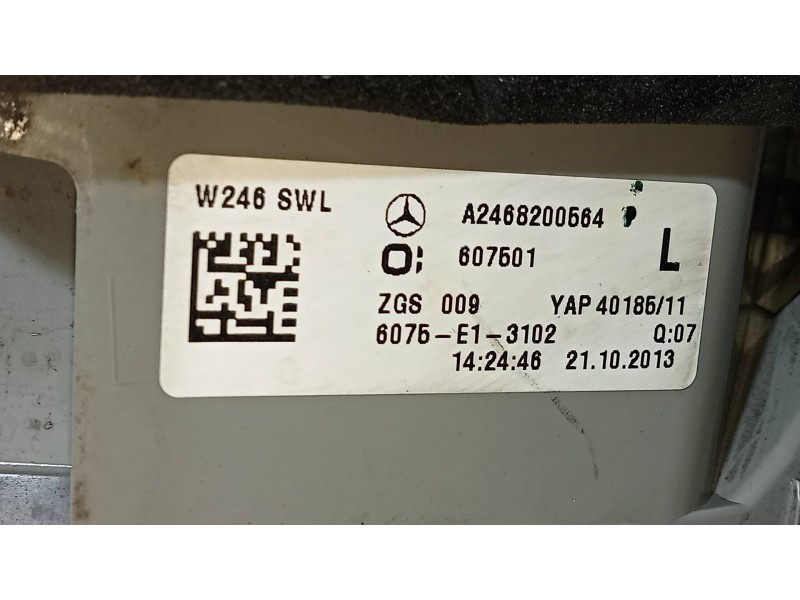 W246 SWL
A2468200564
607501 L
ZGS 009 YAP 40185/11
6075-E1-3102 Q:07
14:24:46 21.10.2013